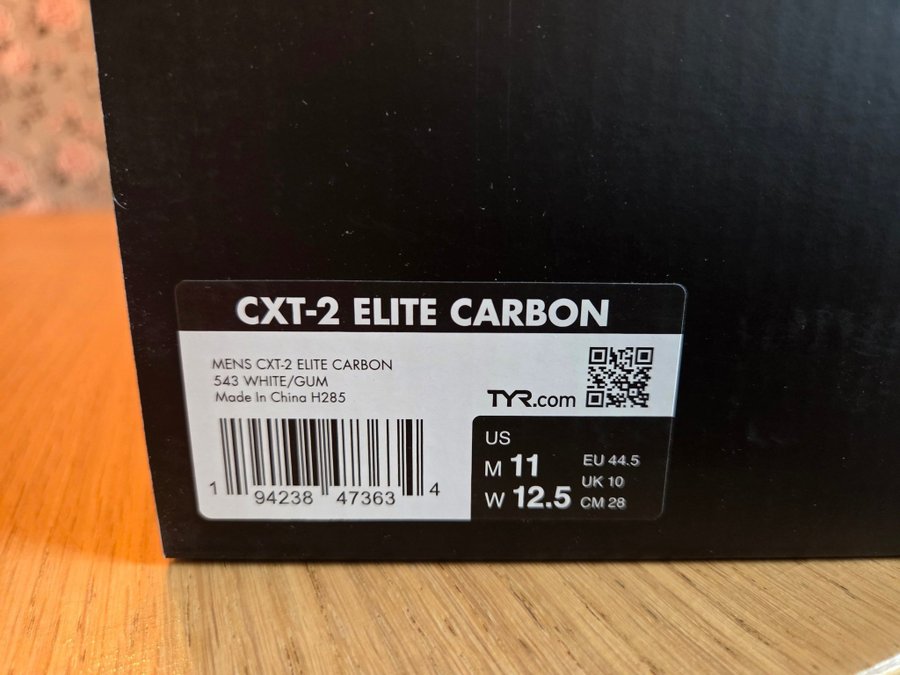 CXT-2 ELITE CARBON
MENS CXT-2 ELITE CARBON
543 WHITE/GUM
Made In China H285
TYR.com
1 94238 47363 4
US
M 11
W 12.5
EU 44.5
UK 10
CM 28